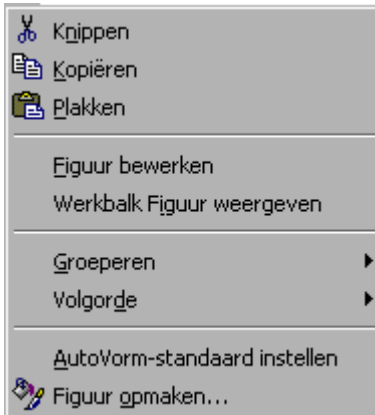 Knippen
Kopiëren
Plakken
Figuur bewerken
Werkbalk Figuur weergeven
Groeperen
Volgorde
AutoVorm-standaard instellen
Figuur opmaken...